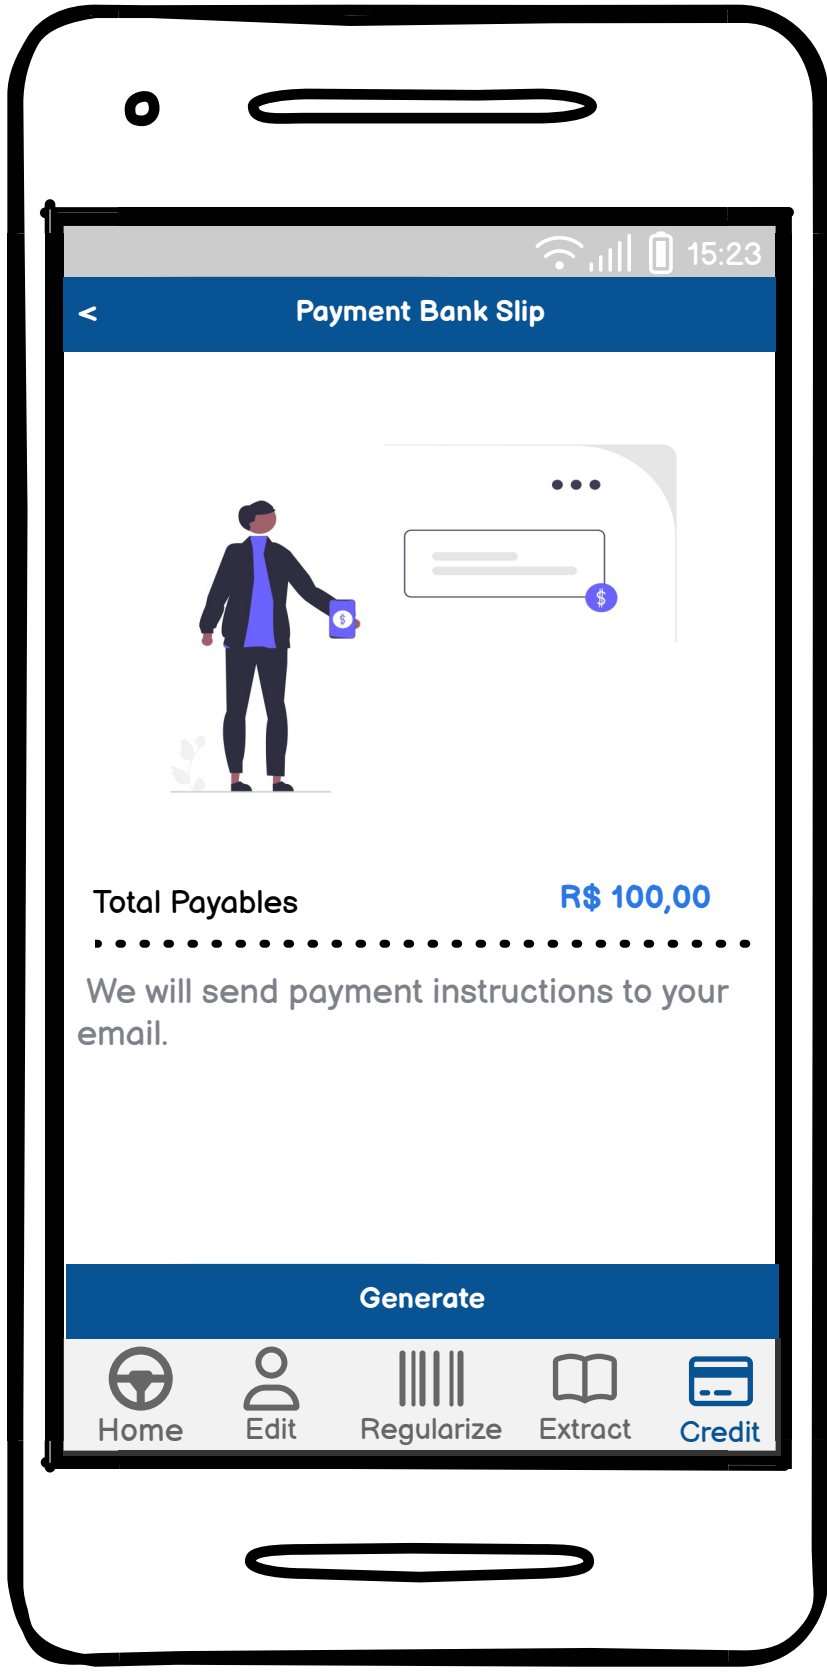 15:23
< Payment Bank Slip
$
$
Total Payables R$ 100,00
We will send payment instructions to your
email.
Generate
Home Edit Regularize Extract Credit